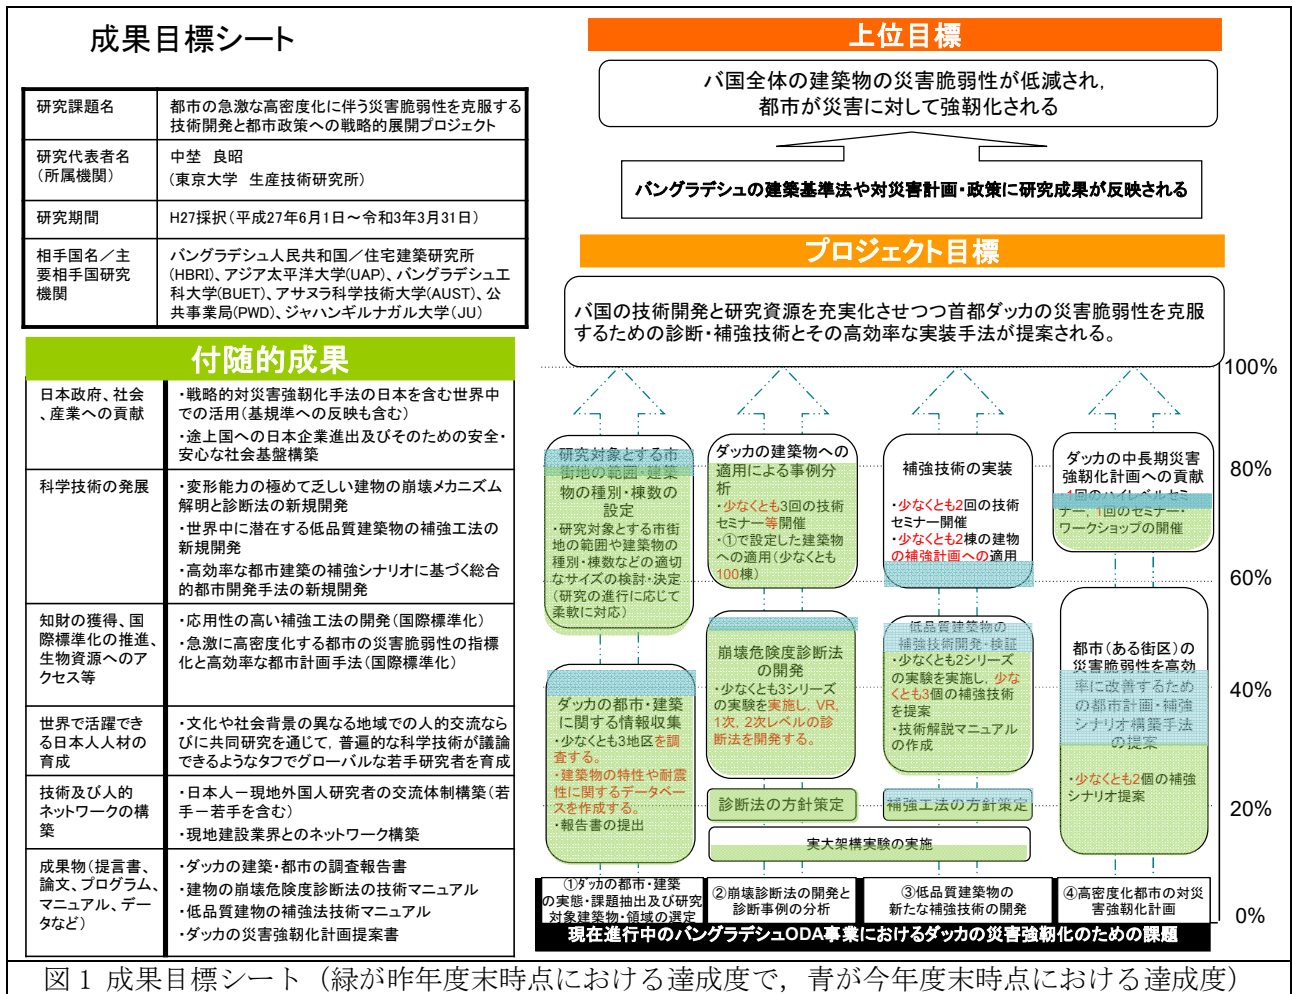 成果目標シート
研究課題名
都市の急激な高密度化に伴う災害脆弱性を克服する
技術開発と都市政策への戦略的展開プロジェクト
研究代表者名
(所属機関)
中埜　良昭
(東京大学　生産技術研究所)
研究期間
H27採択(平成27年6月1日～令和3年3月31日)
相手国名／主
要相手国研究
機関
バングラデシュ人民共和国／住宅建築研究所
(HBRI)、アジア太平洋大学(UAP)、バングラデシュ工
科大学(BUET)、アサヌラ科学技術大学(AUST)、公
共事業局(PWD)、ジャハンギルナガル大学(JU)
付随的成果
日本政府、社会
、産業への貢献
・戦略的対災害強靭化手法の日本を含む世界中
での活用(基規準への反映も含む)
・途上国への日本企業進出及びそのための安全・
安心な社会基盤構築
科学技術の発展
・変形能力の極めて乏しい建物の崩壊メカニズム
解明と診断法の新規開発
・世界中に潜在する低品質建築物の補強工法の
新規開発
・高効率な都市建築の補強シナリオに基づく総合
的都市開発手法の新規開発
知財の獲得、国
際標準化の推進、
生物資源へのア
クセス等
・応用性の高い補強工法の開発(国際標準化)
・急激に高密度化する都市の災害脆弱性の指標
化と高効率な都市計画手法(国際標準化)
世界で活躍でき
る日本人人材の
育成
・文化や社会背景の異なる地域での人的交流なら
びに共同研究を通じて，普遍的な科学技術が議論
できるようなタフでグローバルな若手研究者を育成
技術及び人的
ネットワークの構
築
・日本人－現地外国人研究者の交流体制構築(若
手－若手を含む)
・現地建設業界とのネットワーク構築
成果物(提言書、
論文、プログラム、
マニュアル、デー
タなど)
・ダッカの建築・都市の調査報告書
・建物の崩壊危険度診断法の技術マニュアル
・低品質建物の補強法技術マニュアル
・ダッカの災害強靭化計画提案書
上位目標
バ国全体の建築物の災害脆弱性が低減され，
都市が災害に対して強靭化される
バングラデシュの建築基準法や対災害計画・政策に研究成果が反映される
プロジェクト目標
バ国の技術開発と研究資源を充実化させつつ首都ダッカの災害脆弱性を克服
するための診断・補強技術とその高効率な実装手法が提案される。
100%
80%
60%
40%
20%
0%
研究対象とする市
街地の範囲・建築
物の種別・棟数の
設定
・研究対象とする市街
地の範囲や建築物の
種別・棟数などの適切
なサイズの検討・決定
(研究の進行に応じて
柔軟に対応)
ダッカの都市・建築
に関する情報収集
・少なくとも3地区を調
査する。
・建築物の特性や耐震
性に関するデータベー
スを作成する。
・報告書の提出
ダッカの建築物への
適用による事例分
析
・少なくとも3回の技術
セミナー等開催
・①で設定した建築物
への適用(少なくとも
100棟)
崩壊危険度診断法
の開発
・少なくとも3シリーズ
の実験を実施し，VR，
1次，2次レベルの診
断法を開発する。
診断法の方針策定
補強技術の実装
・少なくとも2回の技術
セミナー開催
・少なくとも2棟の建物
の補強計画への適用
低品質建築物の
補強技術開発・検証
・少なくとも2シリーズ
の実験を実施し，少な
くとも3個の補強技術
を提案
・技術解説マニュアル
の作成
補強工法の方針策定
実大架構実験の実施
ダッカの中長期災害
強靭化計画への貢献
・1回のハイレベルセミ
ナー，1回のセミナー・
ワークショップの開催
都市(ある街区)の
災害脆弱性を高効
率に改善するため
の都市計画・補強
シナリオ構築手法
の提案
・少なくとも2個の補強
シナリオ提案
①ダッカの都市・建築
の実態・課題抽出及び研究
対象建築物・領域の選定
②崩壊診断法の開発と
診断事例の分析
③低品質建築物の
新たな補強技術の開発
④高密度化都市の対災
害強靭化計画
現在進行中のバングラデシュODA事業におけるダッカの災害強靭化のための課題
図1 成果目標シート（緑が昨年度末時点における達成度で，青が今年度末時点における達成度）